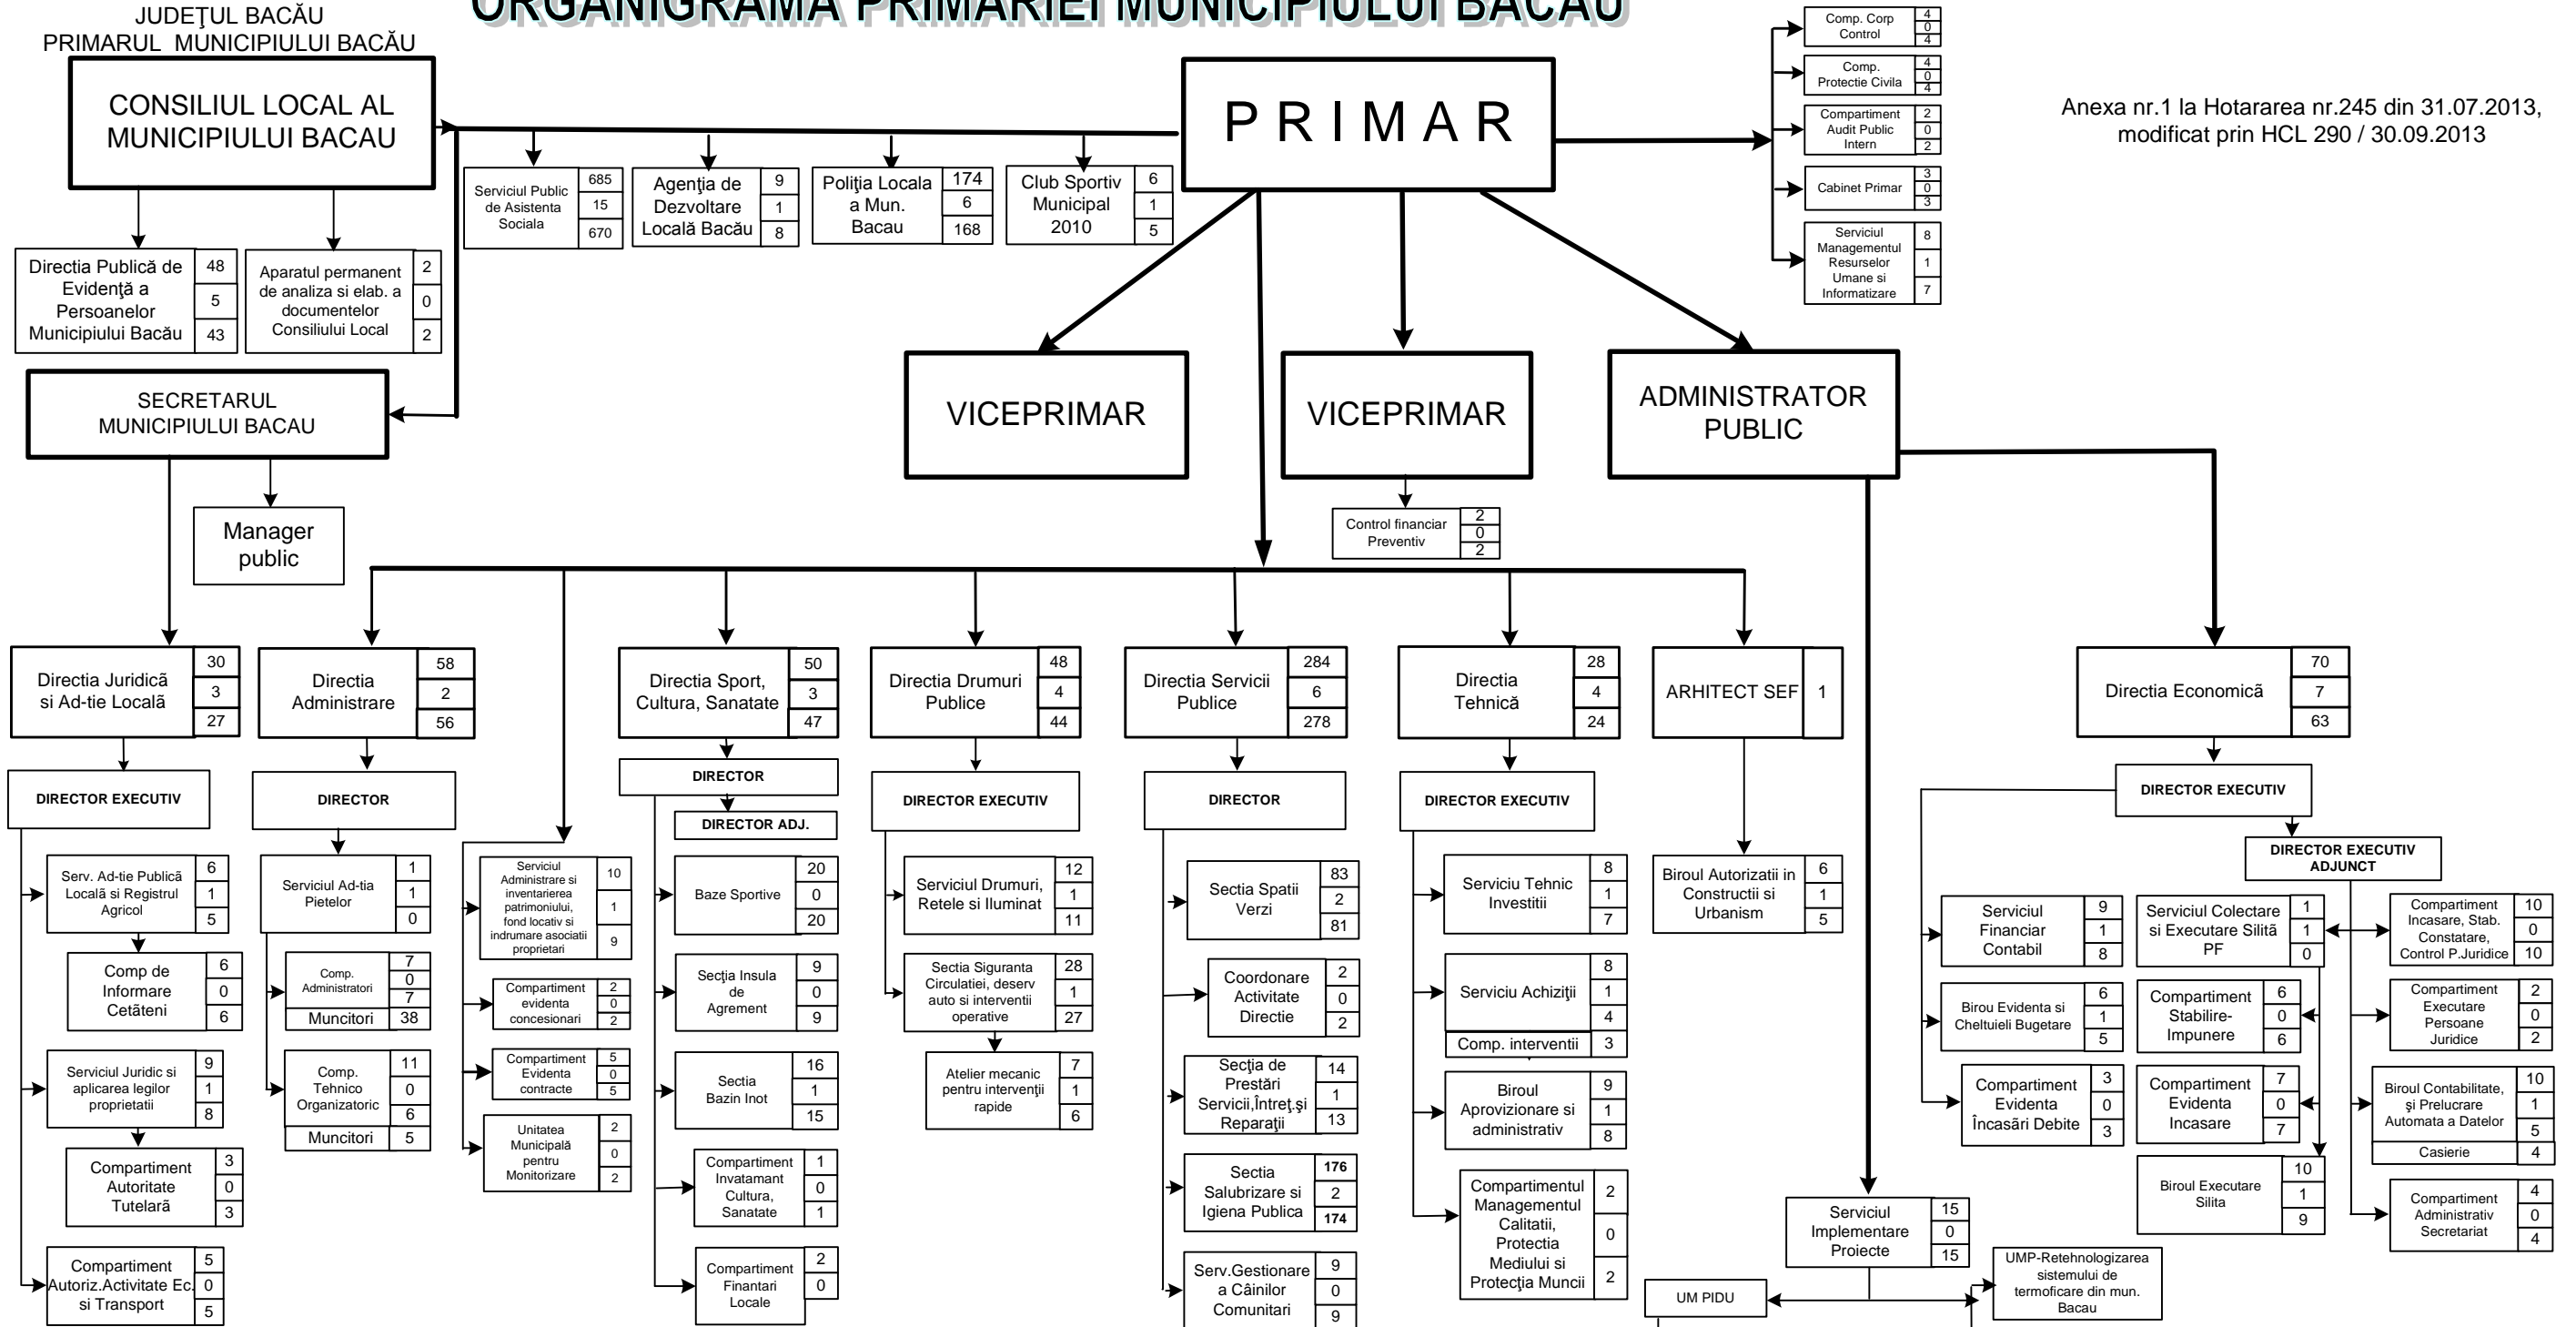 ORGANIGRAMA PRIMARIEI MUNICIPIULUI BACAU
JUDEŢUL BACĂU
PRIMARUL MUNICIPIULUI BACĂU
Anexa nr.1 la Hotararea nr.245 din 31.07.2013,
modificat prin HCL 290 / 30.09.2013
CONSILIUL LOCAL AL
MUNICIPIULUI BACAU
P R I M A R
Comp. Corp
Control
4
0
4
Comp.
Protectie Civila
4
0
4
Compartiment
Audit Public
Intern
2
0
2
Cabinet Primar
3
0
3
Serviciul
Managementul
Resurselor
Umane si
Informatizare
8
1
7
Serviciul Public
de Asistenta
Sociala
685
15
670
Agenţia de
Dezvoltare
Locală Bacău
9
1
8
Poliţia Locala
a Mun.
Bacau
174
6
168
Club Sportiv
Municipal
2010
6
1
5
Directia Publică de
Evidenţă a
Persoanelor
Municipiului Bacău
48
5
43
Aparatul permanent
de analiza si elab. a
documentelor
Consiliului Local
2
0
2
SECRETARUL
MUNICIPIULUI BACAU
Manager
public
VICEPRIMAR
VICEPRIMAR
ADMINISTRATOR
PUBLIC
Control financiar
Preventiv
2
0
2
Directia Juridicã
si Ad-tie Localã
30
3
27
Directia
Administrare
58
2
56
Directia Sport,
Cultura, Sanatate
50
3
47
Directia Drumuri
Publice
48
4
44
Directia Servicii
Publice
284
6
278
Directia
Tehnică
28
4
24
ARHITECT SEF
1
Directia Economicã
70
7
63
DIRECTOR EXECUTIV
Serv. Ad-tie Publicã
Localã si Registrul
Agricol
6
1
5
Comp de
Informare
Cetãteni
6
0
6
Serviciul Juridic si
aplicarea legilor
proprietatii
9
1
8
Compartiment
Autoritate
Tutelarã
3
0
3
Compartiment
Autoriz.Activitate Ec.
si Transport
5
0
5
DIRECTOR
Serviciul Ad-tia
Pietelor
1
1
0
Comp.
Administratori
7
0
7
Muncitori
38
Comp.
Tehnico
Organizatoric
11
0
6
Muncitori
5
Serviciul
Administrare si
inventarierea
patrimoniului,
fond locativ si
indrumare asociatii
proprietari
10
1
9
Compartiment
evidenta
concesionari
2
0
2
Compartiment
Evidenta
contracte
5
0
5
Unitatea
Municipală
pentru
Monitorizare
2
0
2
DIRECTOR
DIRECTOR ADJ.
Baze Sportive
20
0
20
Secţia Insula
de
Agrement
9
0
9
Sectia
Bazin Inot
16
1
15
Compartiment
Invatamant
Cultura,
Sanatate
1
0
1
Compartiment
Finantari
Locale
2
0
DIRECTOR EXECUTIV
Serviciul Drumuri,
Retele si Iluminat
12
1
11
Sectia Siguranta
Circulatiei, deserv
auto si interventii
operative
28
1
27
Atelier mecanic
pentru intervenţii
rapide
7
1
6
DIRECTOR
Sectia Spatii
Verzi
83
2
81
Coordonare
Activitate
Directie
2
0
2
Secţia de
Prestări
Servicii,Întreţ.şi
Reparaţii
14
1
13
Sectia
Salubrizare si
Igiena Publica
176
2
174
Serv.Gestionare
a Câinilor
Comunitari
9
0
9
DIRECTOR EXECUTIV
Serviciu Tehnic
Investitii
8
1
7
Serviciu Achiziţii
8
1
4
Comp. interventii
3
Biroul
Aprovizionare si
administrativ
9
1
8
Compartimentul
Managementul
Calitatii,
Protectia
Mediului si
Protecţia Muncii
2
0
2
Biroul Autorizatii in
Constructii si
Urbanism
6
1
5
Serviciul
Implementare
Proiecte
15
0
15
UM PIDU
UMP-Retehnologizarea
sistemului de
termoficare din mun.
Bacau
DIRECTOR EXECUTIV
DIRECTOR EXECUTIV
ADJUNCT
Serviciul
Financiar
Contabil
9
1
8
Birou Evidenta si
Cheltuieli Bugetare
6
1
5
Compartiment
Evidenta
Încasãri Debite
3
0
3
Serviciul Colectare
si Executare Silitã
PF
1
1
0
Compartiment
Stabilire-
Impunere
6
0
6
Compartiment
Evidenta
Incasare
7
0
7
Biroul Executare
Silita
10
1
9
Compartiment
Incasare, Stab.
Constatare,
Control P.Juridice
10
0
10
Compartiment
Executare
Persoane
Juridice
2
0
2
Biroul Contabilitate,
şi Prelucrare
Automata a Datelor
10
1
5
Casierie
4
Compartiment
Administrativ
Secretariat
4
0
4